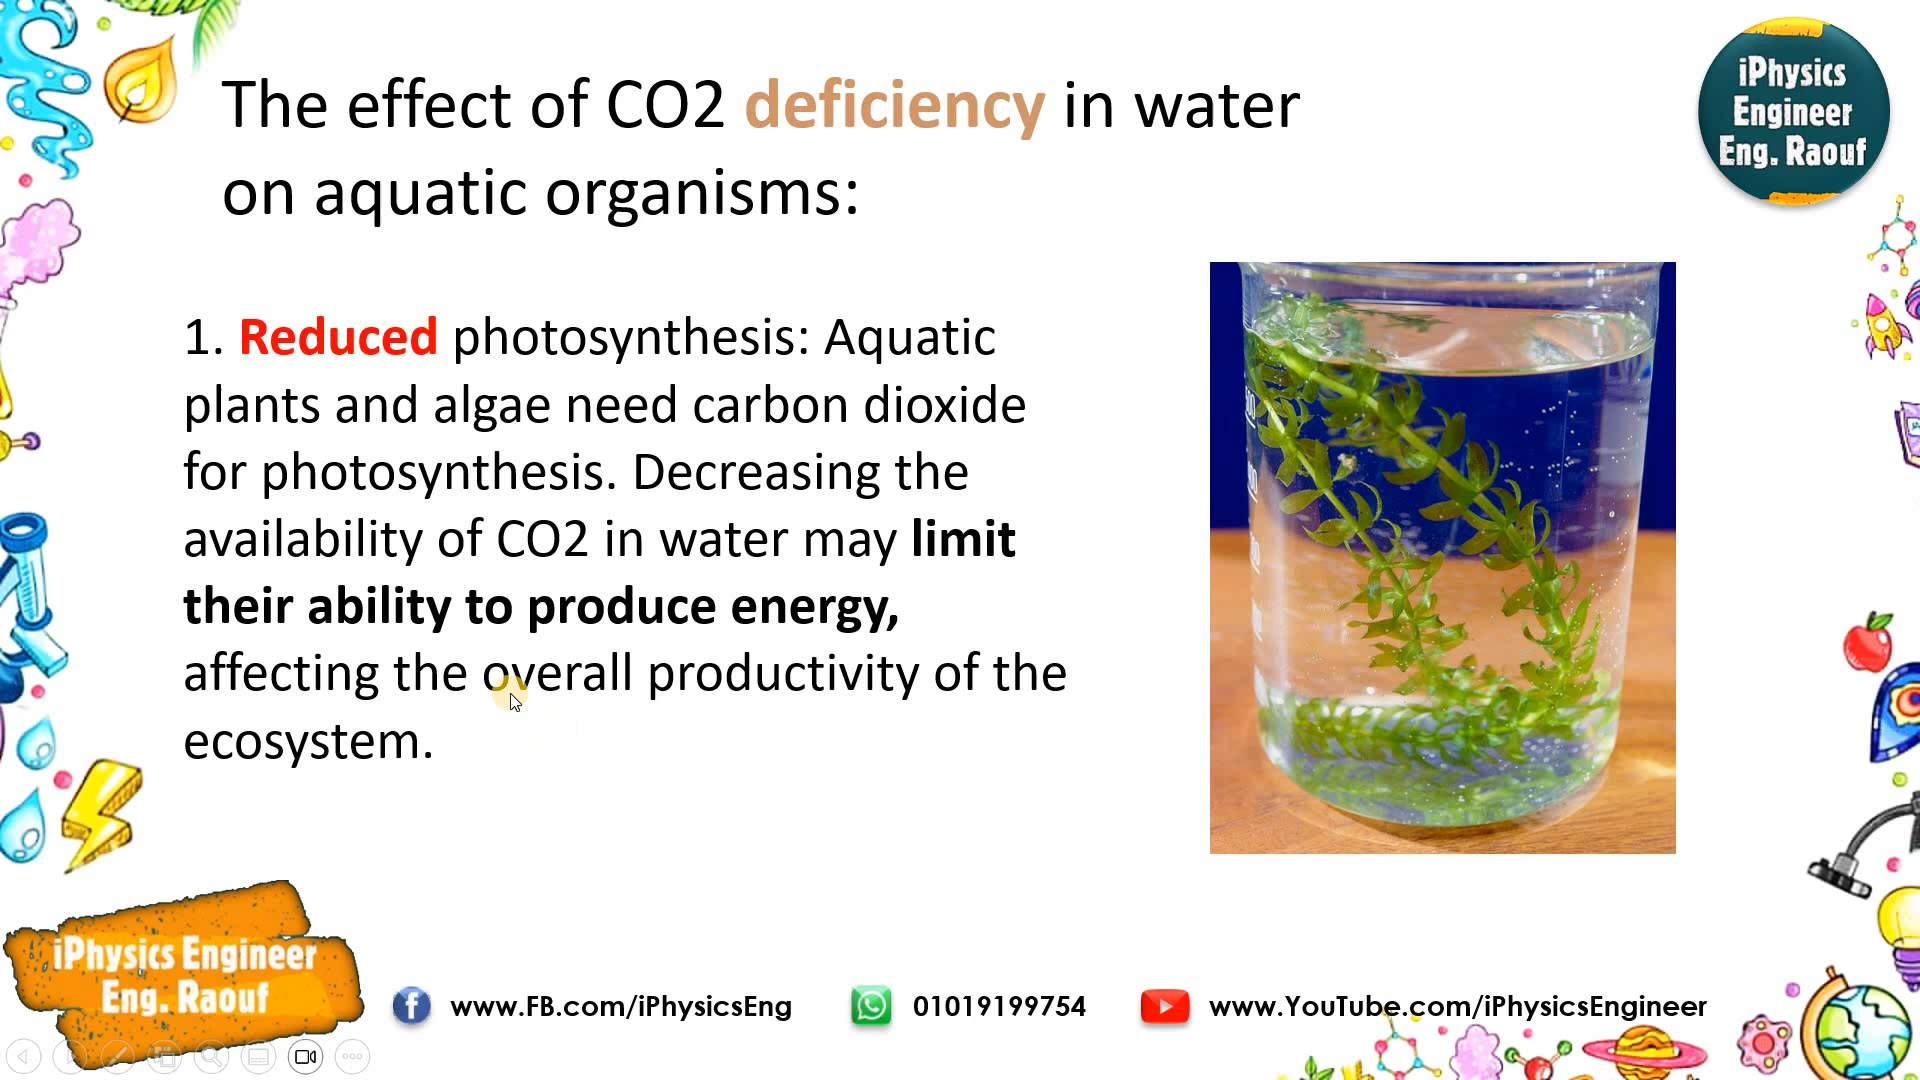 The effect of CO2 deficiency in water
on aquatic organisms:
iPhysics
Engineer
Eng. Raouf
1. Reduced photosynthesis: Aquatic
plants and algae need carbon dioxide
for photosynthesis. Decreasing the
availability of CO2 in water may limit
their ability to produce energy,
affecting the overall productivity of the
ecosystem.
iPhysics Engineer
Eng. Raouf
www.FB.com/iPhysicsEng
01019199754
www.YouTube.com/iPhysicsEngineer